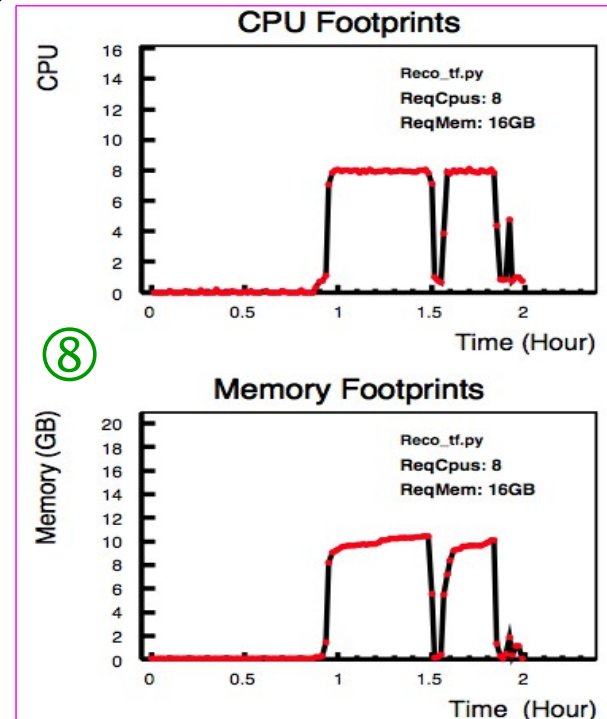 CPU Footprints
CPU
16
14
12
10
8
6
4
2
0
Reco_tf.py
ReqCpus: 8
ReqMem: 16GB
0 0.5 1 1.5 2
Time (Hour)
⑧
Memory Footprints
Memory (GB)
20
18
16
14
12
10
8
6
4
2
0
Reco_tf.py
ReqCpus: 8
ReqMem: 16GB
0 0.5 1 1.5 2
Time (Hour)